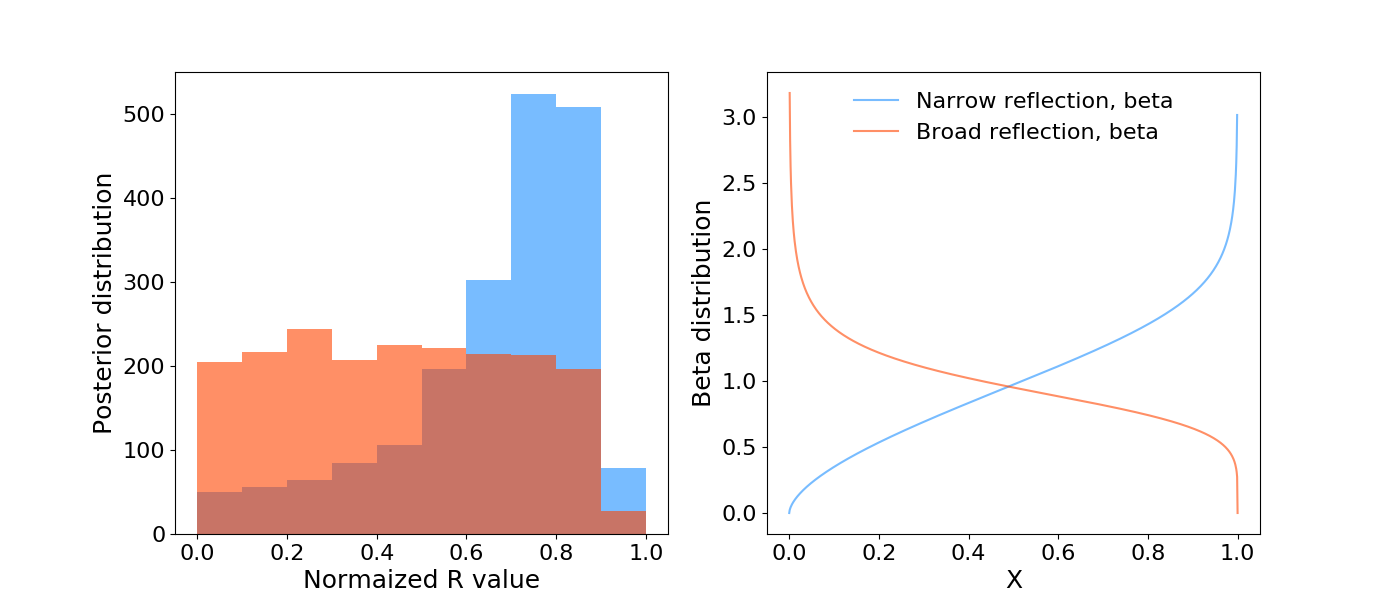 500
400
300
200
100
0
0.0 0.2 0.4 0.6 0.8 1.0
Posterior distribution
Normaized R value
Narrow reflection, beta
Broad reflection, beta
3.0
2.5
2.0
1.5
1.0
0.5
0.0
0.0 0.2 0.4 0.6 0.8 1.0
Beta distribution
X